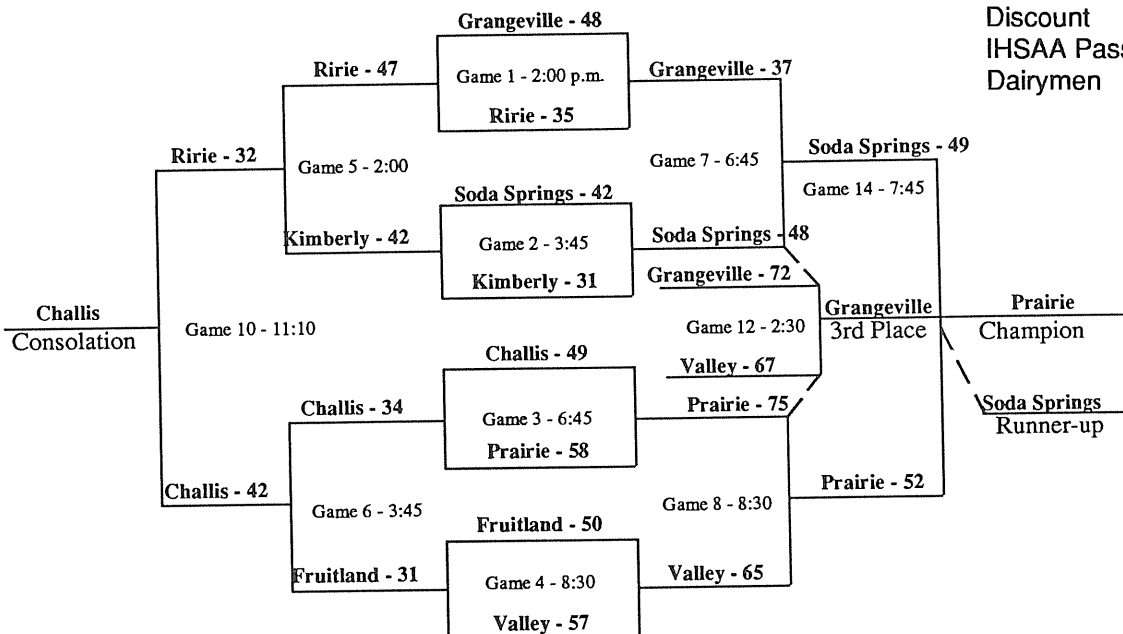 Discount
IHSAA Pass
Dairymen
Grangeville - 48
Ririe - 47
Game 1 - 2:00 p.m.
Grangeville - 37
Ririe - 35
Ririe - 32
Game 5 - 2:00
Game 7 - 6:45
Soda Springs - 49
Game 14 - 7:45
Soda Springs - 42
Kimberly - 42
Game 2 - 3:45
Soda Springs - 48
Kimberly - 31
Grangeville - 72
Challis
Consolation
Game 10 - 11:10
Game 12 - 2:30
Grangeville
3rd Place
Prairie
Champion
Challis - 49
Valley - 67
Challis - 34
Game 3 - 6:45
Prairie - 75
Prairie - 58
Soda Springs
Runner-up
Challis - 42
Game 6 - 3:45
Game 8 - 8:30
Prairie - 52
Fruitland - 50
Fruitland - 31
Game 4 - 8:30
Valley - 65
Valley - 57